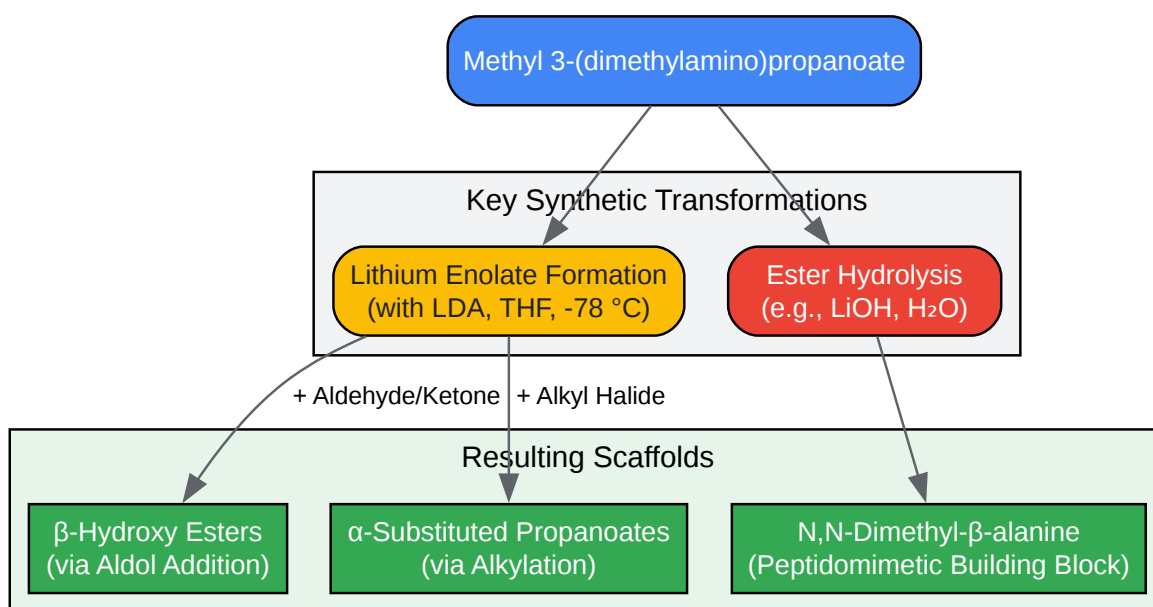 Methyl 3-(dimethylamino)propanoate
Key Synthetic Transformations
Lithium Enolate Formation
(with LDA, THF, -78 °C)
Ester Hydrolysis
(e.g., LiOH, H₂O)
+ Aldehyde/Ketone
+ Alkyl Halide
Resulting Scaffolds
β-Hydroxy Esters
(via Aldol Addition)
α-Substituted Propanoates
(via Alkylation)
N,N-Dimethyl-β-alanine
(Peptidomimetic Building Block)